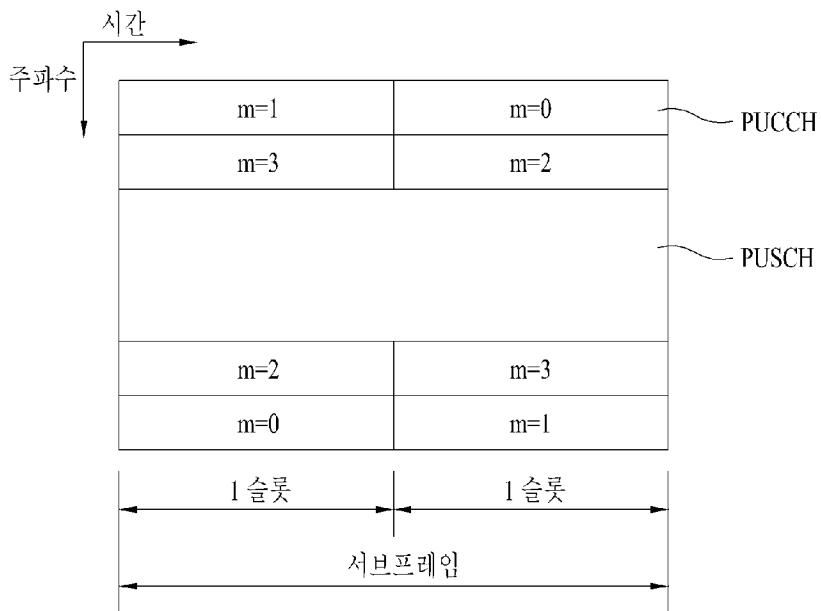 시간
주파수
m=1 m=0
PUCCH
m=3 m=2
PUSCH
m=2 m=3
m=0 m=1
1 슬롯 1 슬롯
서브프레임